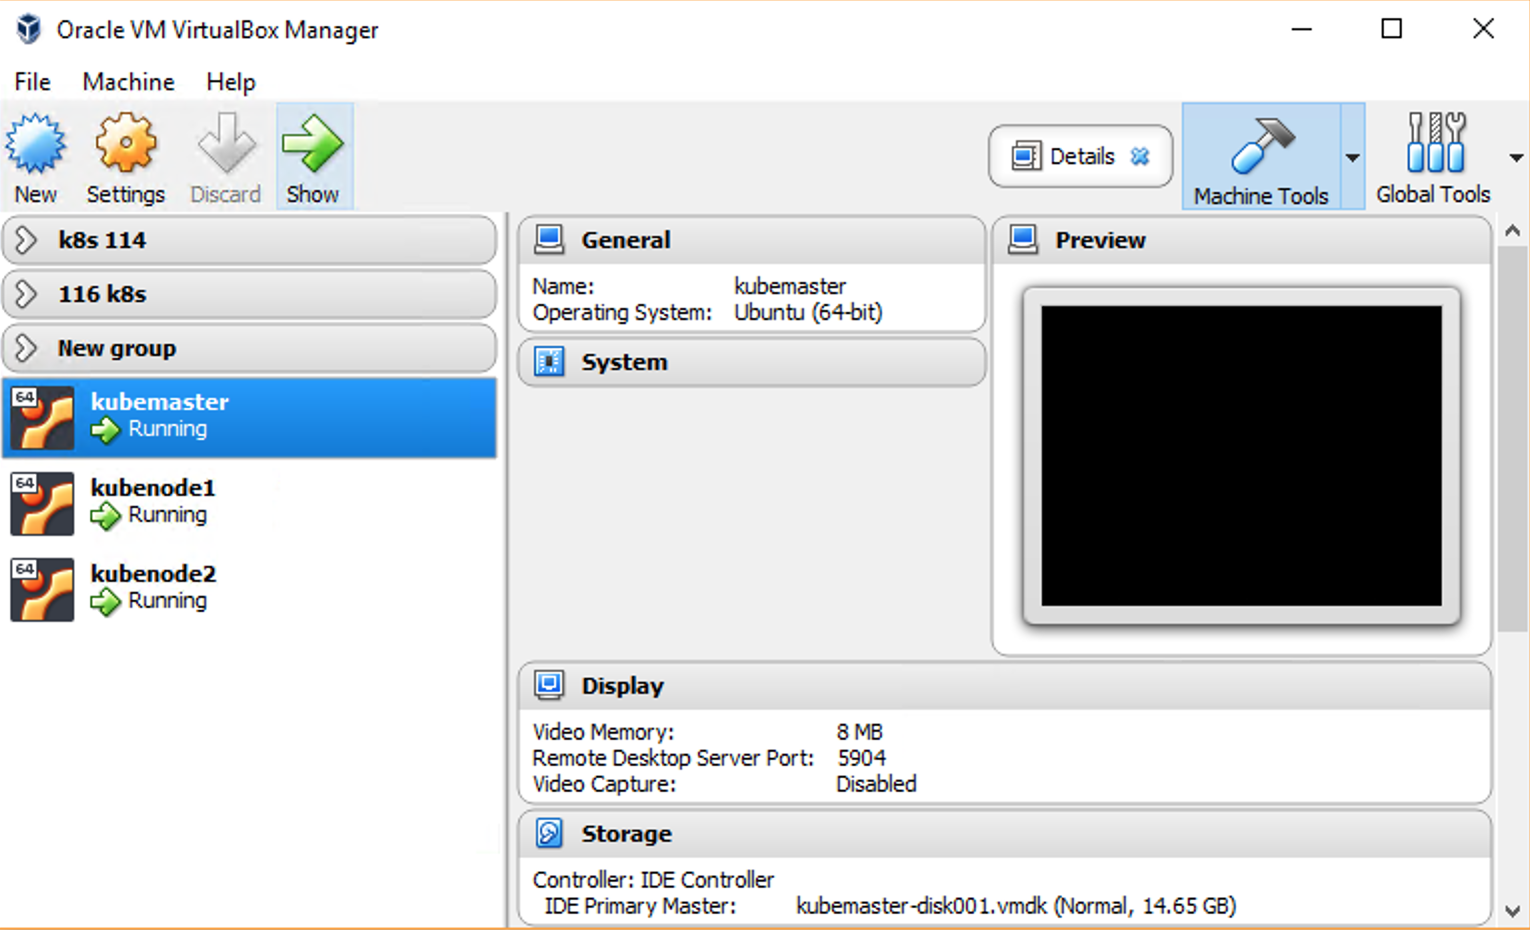 Oracle VM VirtualBox Manager
File Machine Help
New Settings Discard Show
Details Machine Tools Global Tools
k8s 114
116 k8s
New group
64 kubemaster
Running
64 kubenode1
Running
64 kubenode2
Running
General
Name: kubemaster
Operating System: Ubuntu (64-bit)
System
Preview
Display
Video Memory: 8 MB
Remote Desktop Server Port: 5904
Video Capture: Disabled
Storage
Controller: IDE Controller
IDE Primary Master: kubemaster-disk001.vmdk (Normal, 14.65 GB)